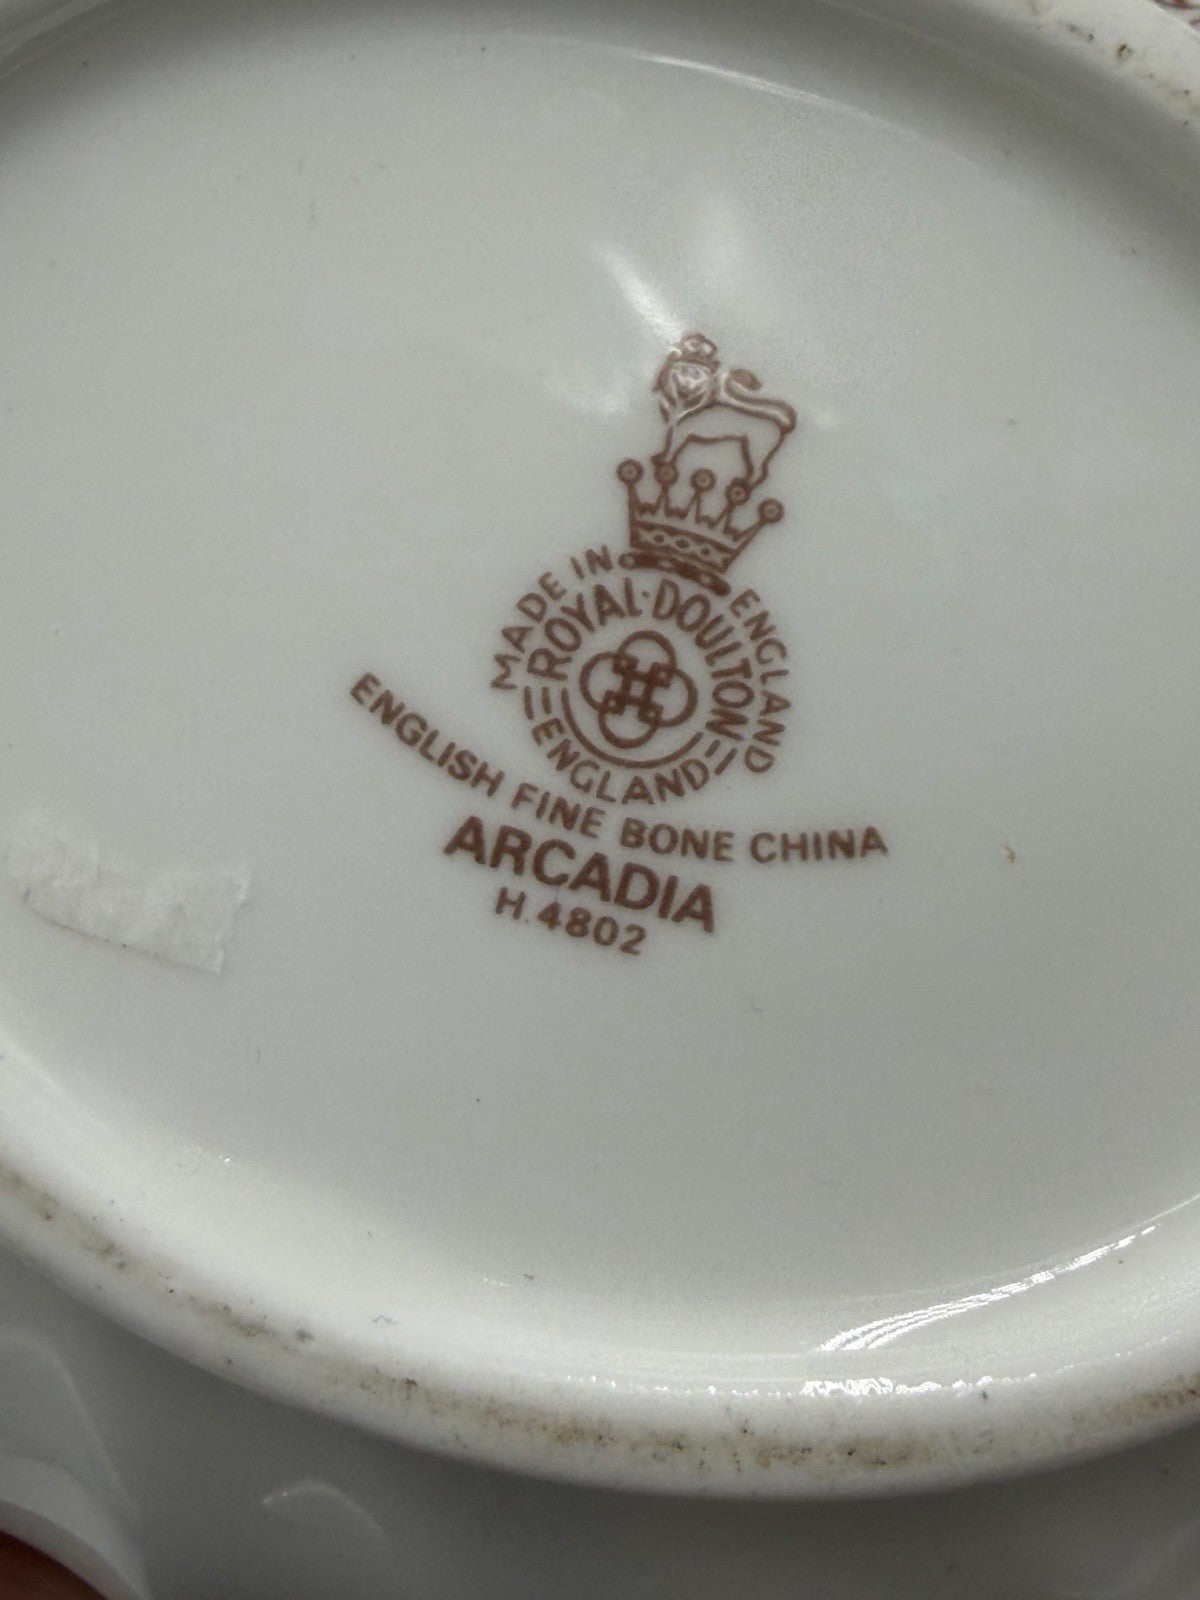 MADE IN ENGLAND
ROYAL·DOULTON
ENGLAND
ENGLISH FINE BONE CHINA
ARCADIA
H.4802